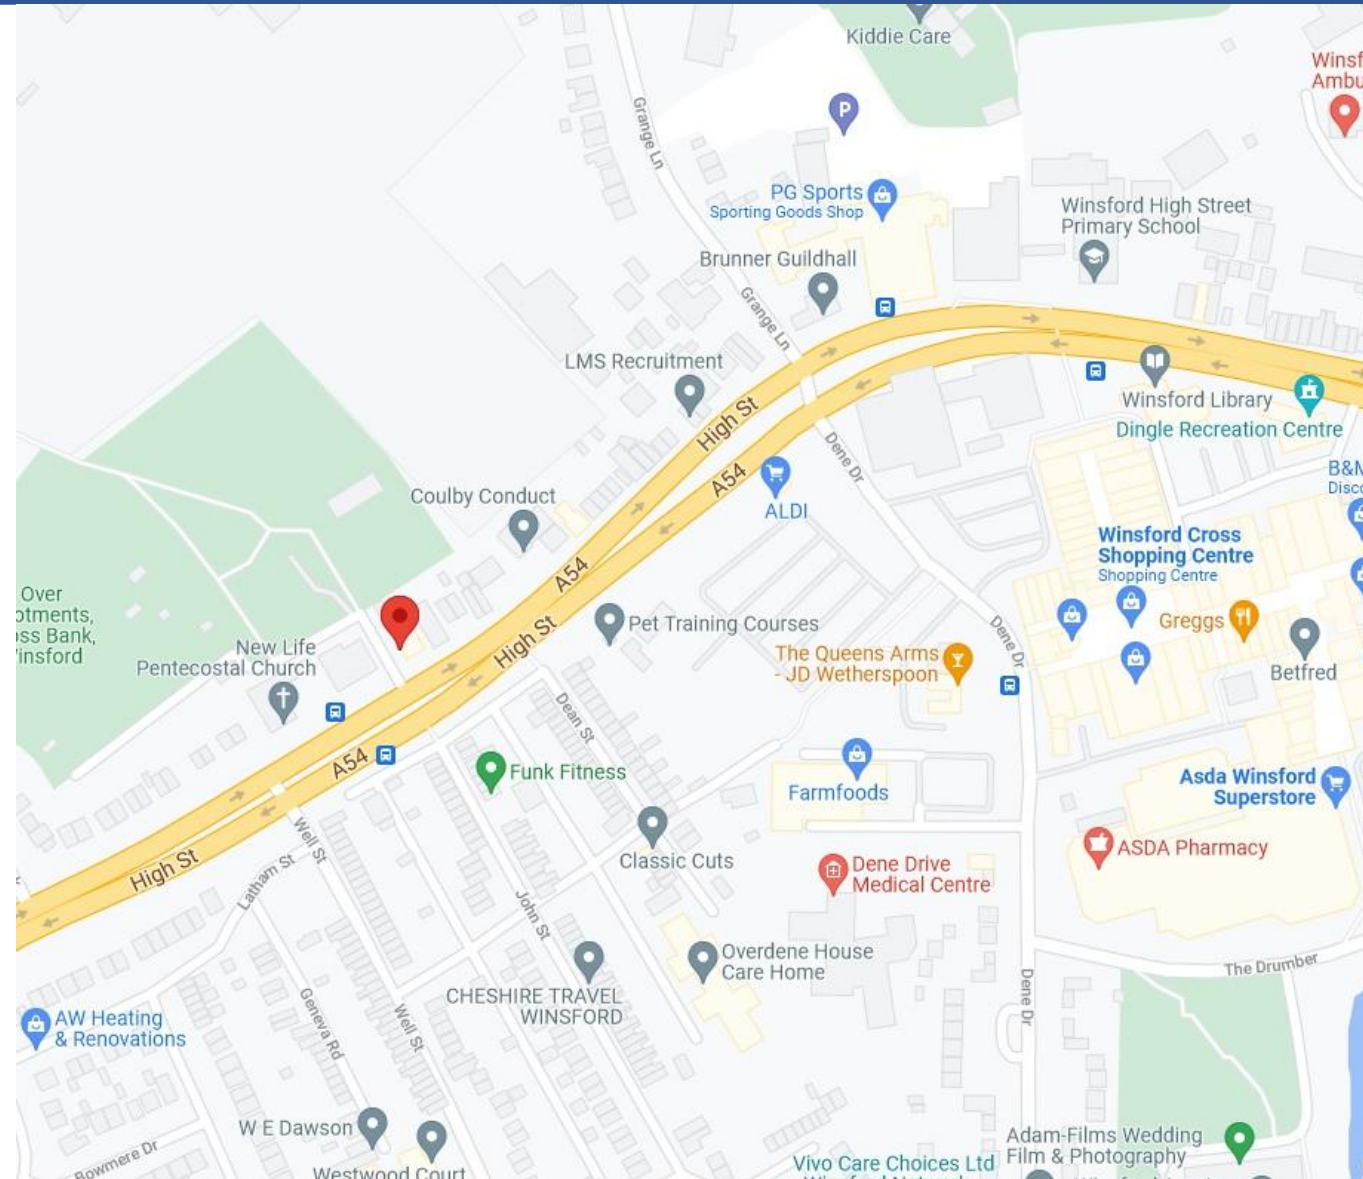 Kiddie Care
Winsf
Ambu
Grange Ln
P
PG Sports
Sporting Goods Shop
Winsford High Street
Primary School
Brunner Guildhall
Grange Ln
LMS Recruitment
High St
Winsford Library
Dingle Recreation Centre
Dene Dr
A54
B&M
Disco
Coulby Conduct
ALDI
Winsford Cross
Shopping Centre
Shopping Centre
A54
Over
otments,
oss Bank,
insford
New Life
Pentecostal Church
High St
Pet Training Courses
Dene Dr
Greggs
The Queens Arms
- JD Wetherspoon
Betfred
Dean St
A54
Funk Fitness
Farmfoods
Asda Winsford
Superstore
Well St
High St
Latham St
Classic Cuts
ASDA Pharmacy
Dene Drive
Medical Centre
John St
Overdene House
Care Home
The Drumber
CHESHIRE TRAVEL
WINSFORD
Dene Dr
AW Heating
& Renovations
Geneva Rd
Well St
W E Dawson
Adam-Films Wedding
Film & Photography
Bowmere Dr
Westwood Court
Vivo Care Choices Ltd